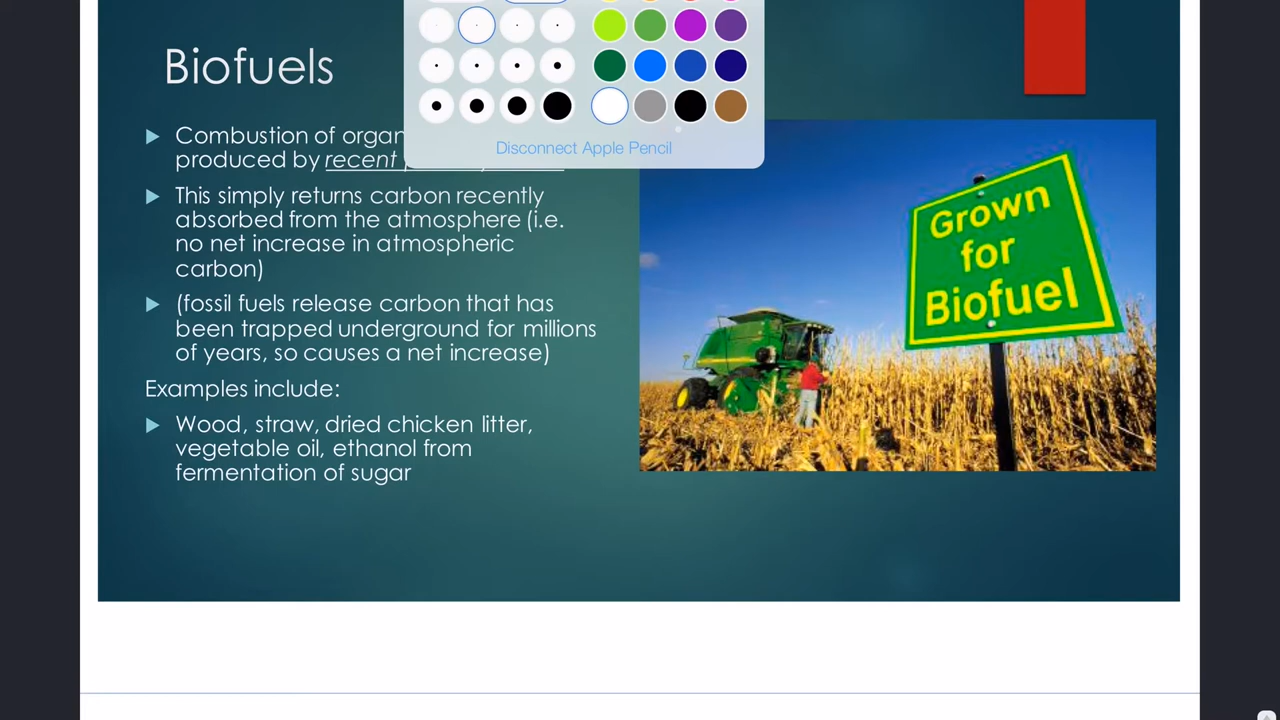 Biofuels
Disconnect Apple Pencil
Combustion of organ
produced by recent
This simply returns carbon recently
absorbed from the atmosphere (i.e.
no net increase in atmospheric
carbon)
(fossil fuels release carbon that has
been trapped underground for millions
of years, so causes a net increase)
Examples include:
Wood, straw, dried chicken litter,
vegetable oil, ethanol from
fermentation of sugar
Grown
for
Biofuel